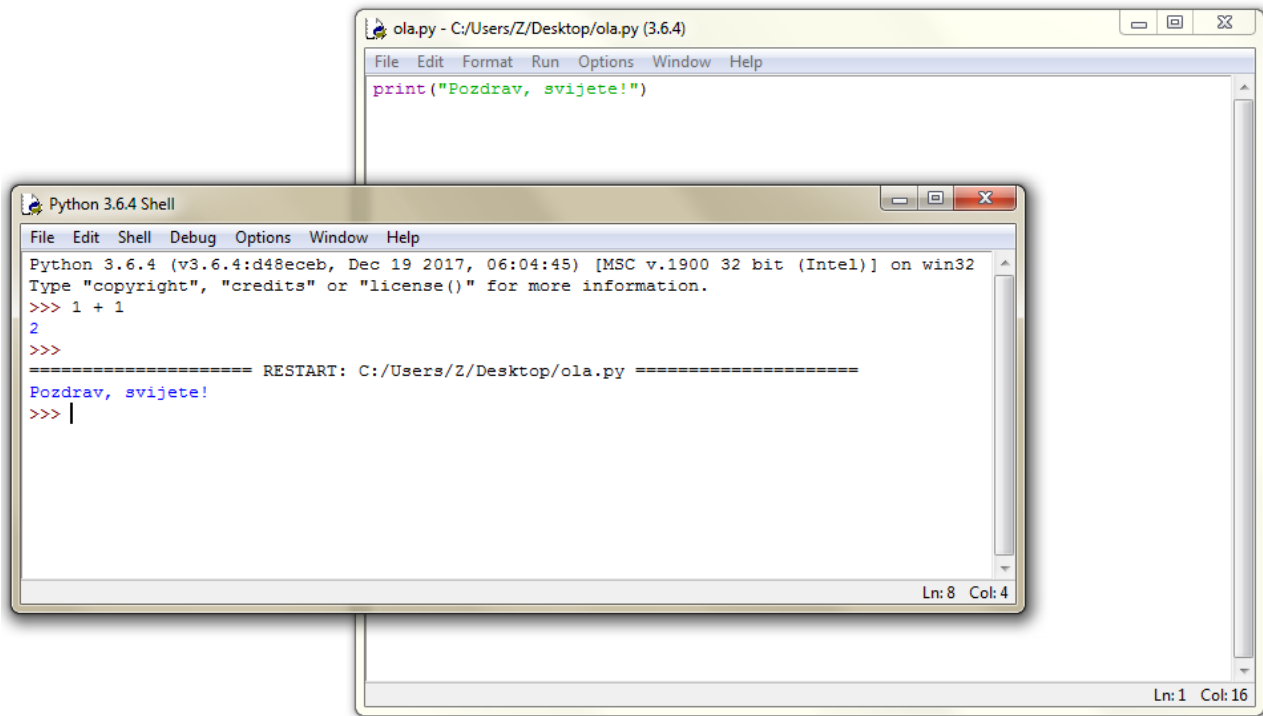 ola.py - C:/Users/Z/Desktop/ola.py (3.6.4)
File Edit Format Run Options Window Help
print("Pozdrav, svijete!")
Python 3.6.4 Shell
File Edit Shell Debug Options Window Help
Python 3.6.4 (v3.6.4:d48eceb, Dec 19 2017, 06:04:45) [MSC v.1900 32 bit (Intel)] on win32
Type "copyright", "credits" or "license()" for more information.
>>> 1 + 1
2
>>>
===================== RESTART: C:/Users/Z/Desktop/ola.py =====================
Pozdrav, svijete!
>>>
Ln: 8 Col: 4
Ln: 1 Col: 16